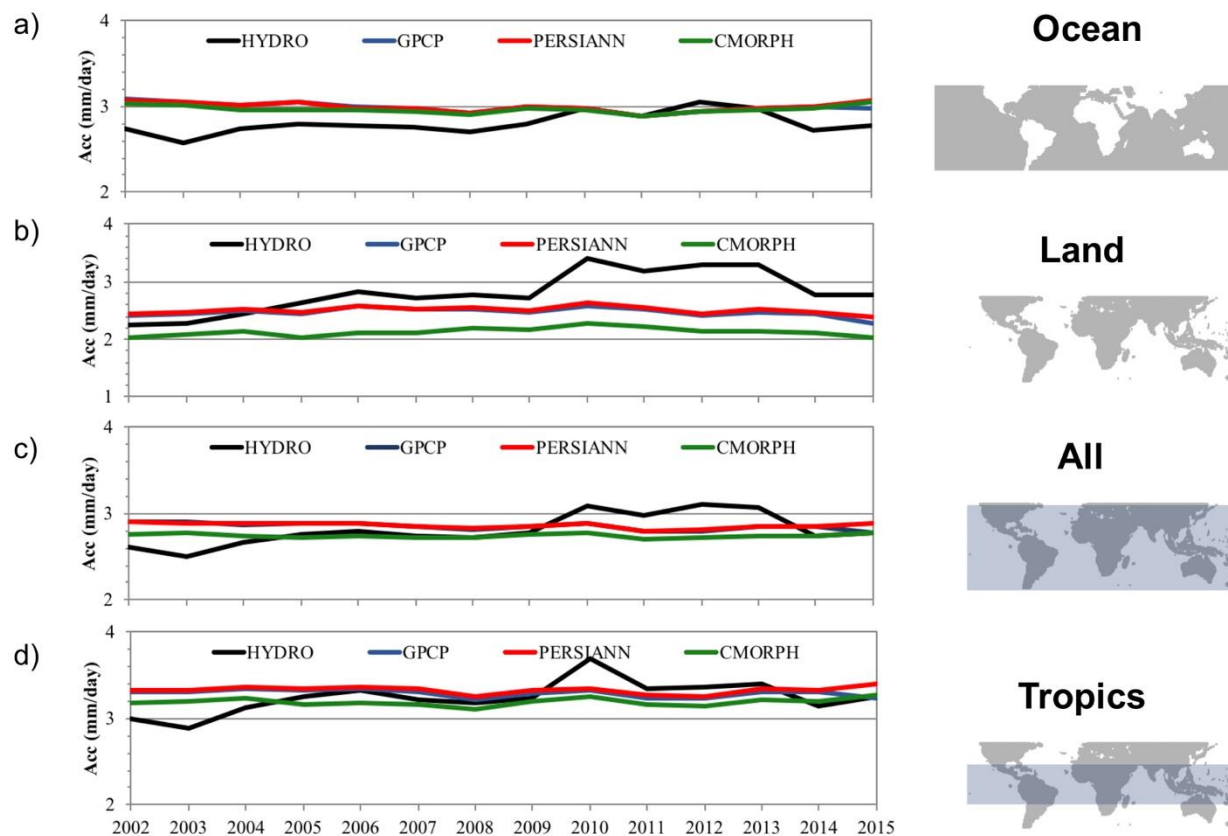 a)
4
3
2
Acc (mm/day)
HYDRO GPCP PERSIANN CMORPH
Ocean
b)
4
3
2
1
Acc (mm/day)
HYDRO GPCP PERSIANN CMORPH
Land
c)
4
3
2
Acc (mm/day)
HYDRO GPCP PERSIANN CMORPH
All
d)
4
3
2
Acc (mm/day)
HYDRO GPCP PERSIANN CMORPH
Tropics
2002 2003 2004 2005 2006 2007 2008 2009 2010 2011 2012 2013 2014 2015